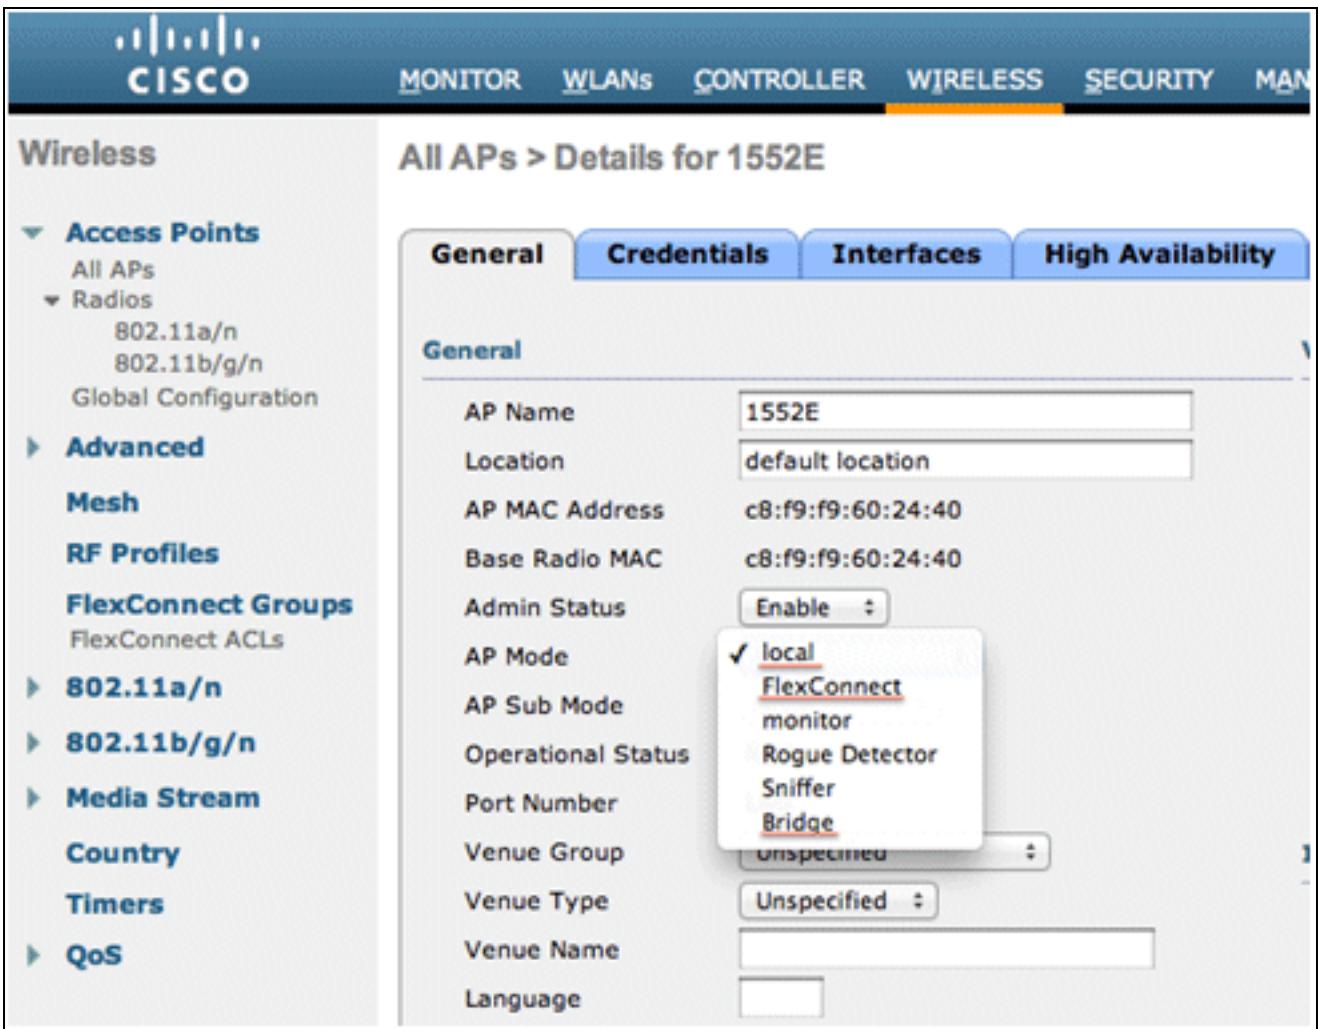 CISCO
MONITOR WLANs CONTROLLER WIRELESS SECURITY MAN
Wireless
Access Points
All APs
Radios
802.11a/n
802.11b/g/n
Global Configuration
Advanced
Mesh
RF Profiles
FlexConnect Groups
FlexConnect ACLs
802.11a/n
802.11b/g/n
Media Stream
Country
Timers
QoS
All APs > Details for 1552E
General Credentials Interfaces High Availability
General
AP Name 1552E
Location default location
AP MAC Address c8:f9:f9:60:24:40
Base Radio MAC c8:f9:f9:60:24:40
Admin Status Enable
AP Mode local
FlexConnect
monitor
AP Sub Mode
Rogue Detector
Operational Status
Sniffer
Port Number
Bridge
Venue Group Unspecified
Venue Type Unspecified
Venue Name
Language